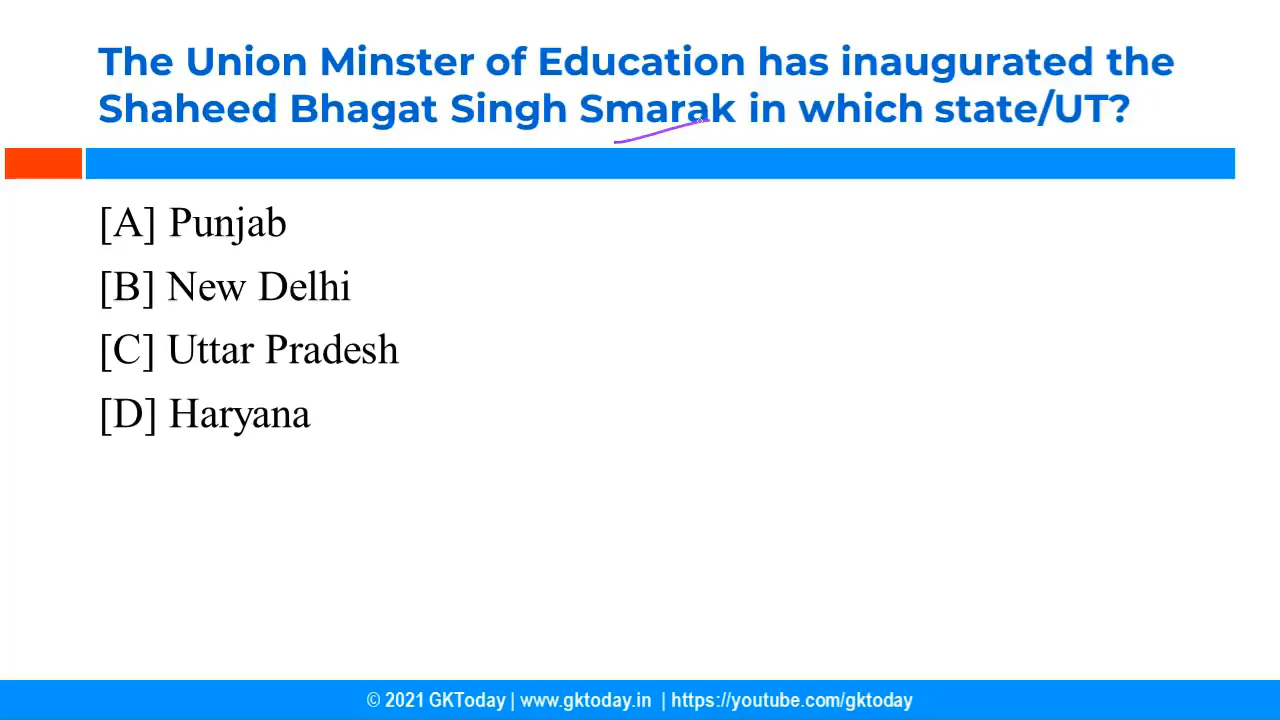 The Union Minster of Education has inaugurated the
Shaheed Bhagat Singh Smarak in which state/UT?
[A] Punjab
[B] New Delhi
[C] Uttar Pradesh
[D] Haryana
© 2021 GKToday | www.gktoday.in | https://youtube.com/gktoday